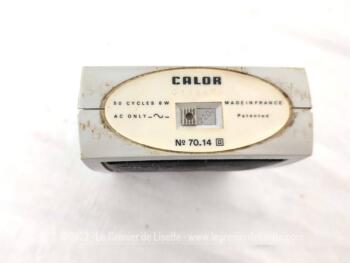 CALOR
50 CYCLES 6W MADE IN FRANCE
AC ONLY Patented
№ 70.14 B
© 2022 - Le Grenier de Lisette - www.legrenierdelisette.com